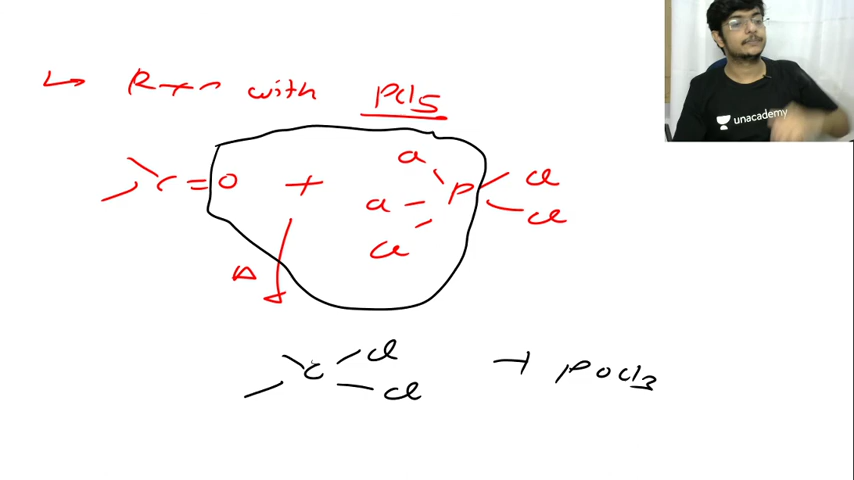 ↳ Rxn with PCl5
C=O + Cl Cl Cl P Cl Cl
Δ
C Cl Cl + POCl3
unacademy